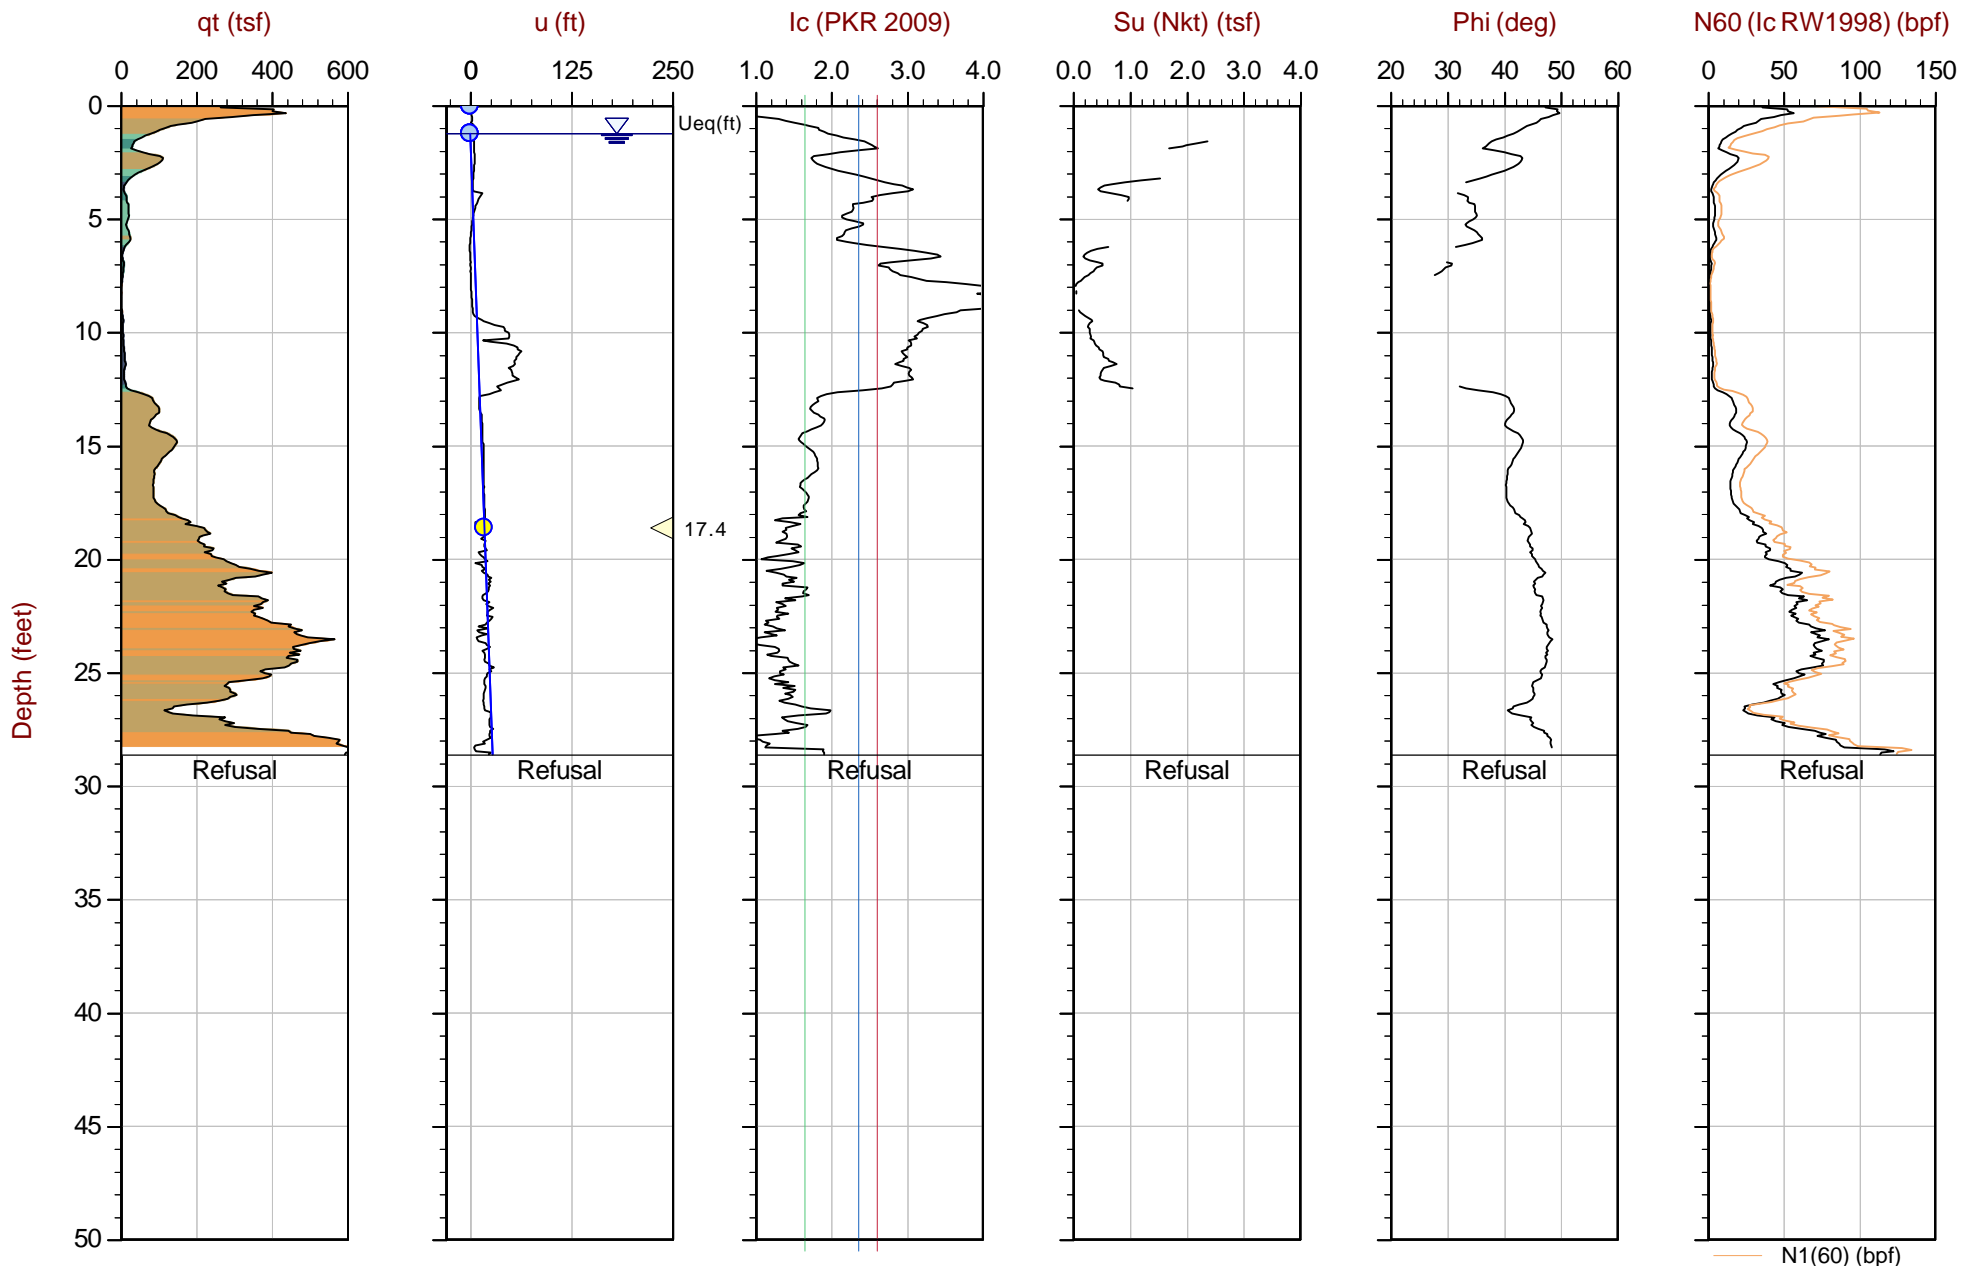 qt (tsf) u (ft) Ic (PKR 2009) Su (Nkt) (tsf) Phi (deg) N60 (Ic RW1998) (bpf)
0 200 400 600 0 125 250 1.0 2.0 3.0 4.0 0.0 1.0 2.0 3.0 4.0 20 30 40 50 60 0 50 100 150
0
Ueq(ft)
5
10
15
17.4
20
25
Refusal Refusal Refusal Refusal Refusal Refusal
30
35
40
45
50
Depth (feet)
N1(60) (bpf)